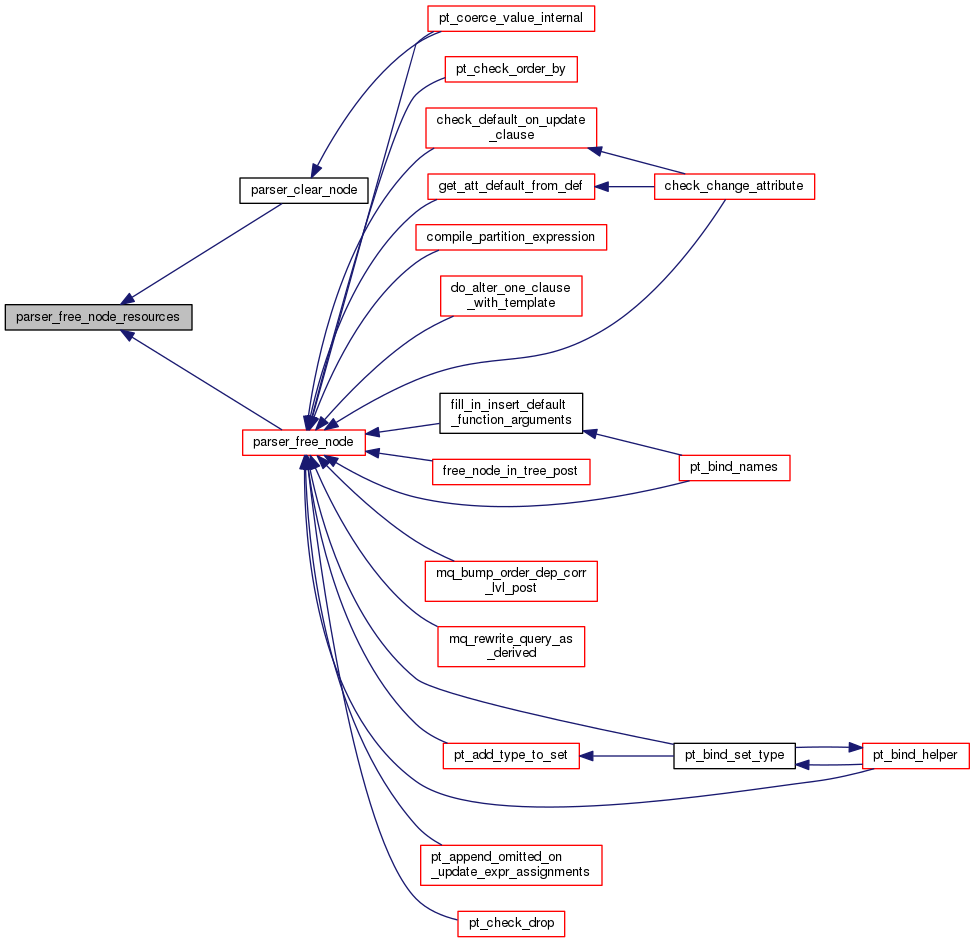 pt_coerce_value_internal
pt_check_order_by
check_default_on_update
_clause
parser_clear_node
get_att_default_from_def
check_change_attribute
compile_partition_expression
do_alter_one_clause
_with_template
parser_free_node_resources
fill_in_insert_default
_function_arguments
parser_free_node
free_node_in_tree_post
pt_bind_names
mq_bump_order_dep_corr
_lvl_post
mq_rewrite_query_as
_derived
pt_add_type_to_set
pt_bind_set_type
pt_bind_helper
pt_append_omitted_on
_update_expr_assignments
pt_check_drop